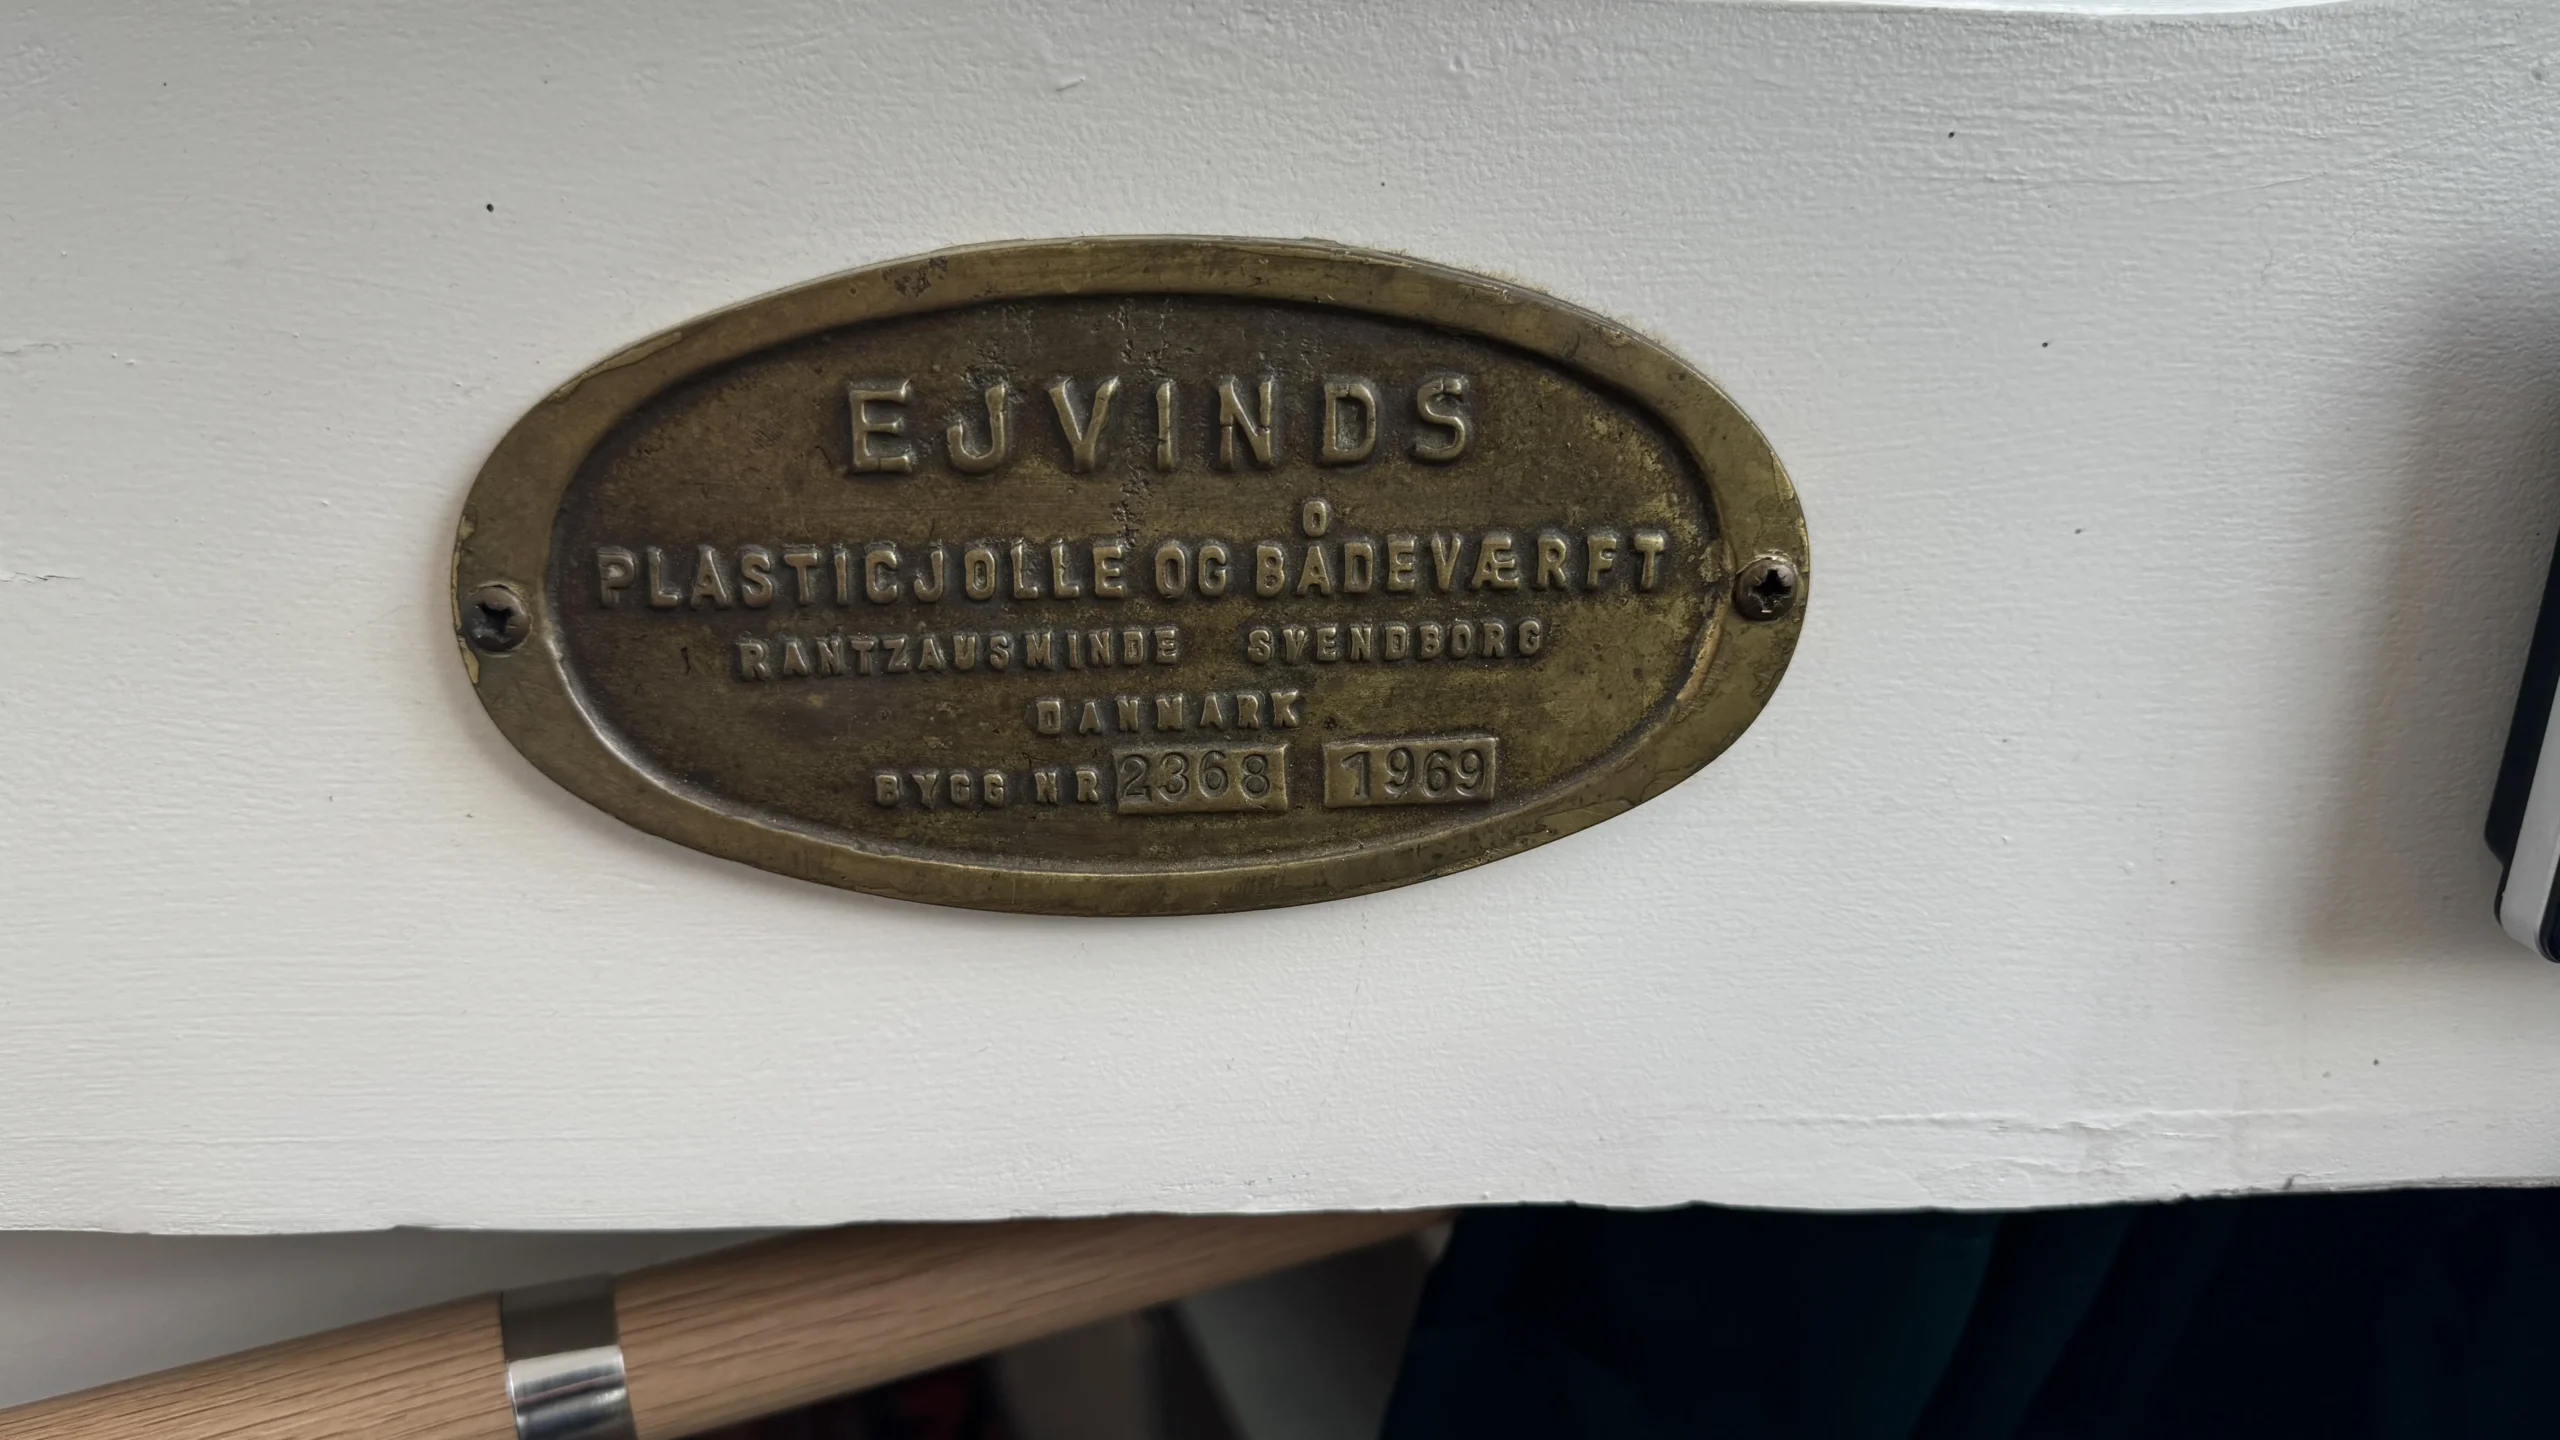 EJVINDS
PLASTICJOLLE OG BÅDEVÆRFT
RANTZAUSMINDE SVENDBORG
DANMARK
BYGG NR 2368 1969